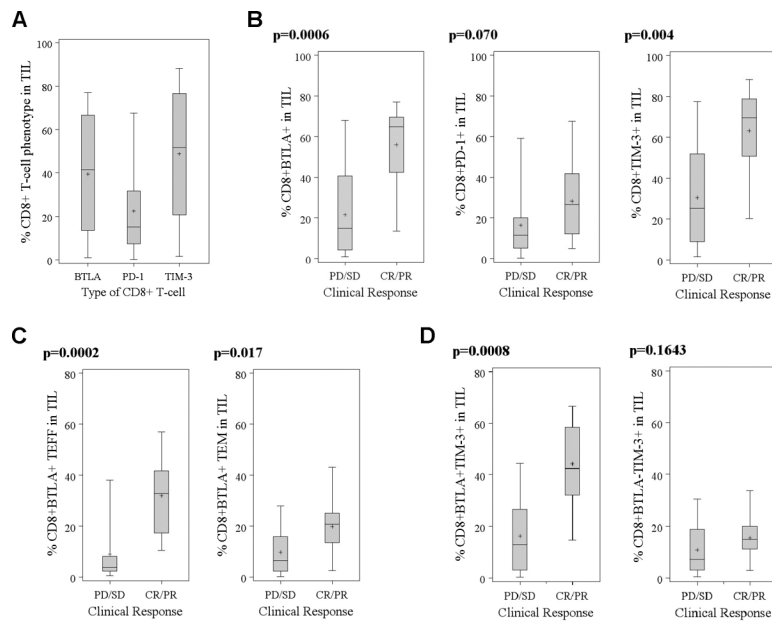 A
% CD8+ T-cell phenotype in TIL
100
80
60
40
20
0
BTLA PD-1 TIM-3
Type of CD8+ T-cell
B
p=0.0006
% CD8+BTLA+ in TIL
100
80
60
40
20
0
PD/SD CR/PR
Clinical Response
p=0.070
% CD8+PD-1+ in TIL
100
80
60
40
20
0
PD/SD CR/PR
Clinical Response
p=0.004
% CD8+TIM-3+ in TIL
100
80
60
40
20
0
PD/SD CR/PR
Clinical Response
C
p=0.0002
% CD8+BTLA+ TEFF in TIL
80
60
40
20
0
PD/SD CR/PR
Clinical Response
p=0.017
% CD8+BTLA+ TEM in TIL
80
60
40
20
0
PD/SD CR/PR
Clinical Response
D
p=0.0008
% CD8+BTLA+TIM-3+ in TIL
80
60
40
20
0
PD/SD CR/PR
Clinical Response
p=0.1643
% CD8+BTLA-TIM-3+ in TIL
80
60
40
20
0
PD/SD CR/PR
Clinical Response